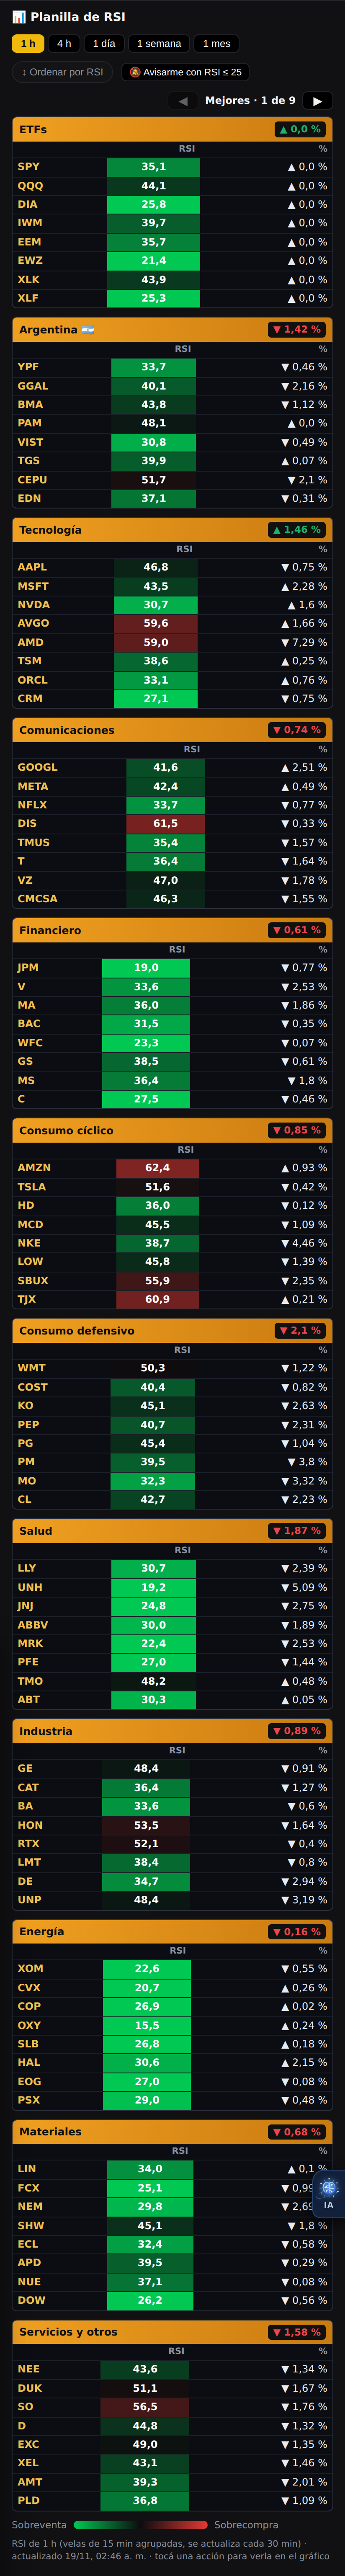 📊 Planilla de RSI
1 h 4 h 1 día 1 semana 1 mes
↕ Ordenar por RSI 🔕 Avisarme con RSI ≤ 25
◀ Mejores · 1 de 9 ▶
ETFs ▲ 0,0 %
RSI %
SPY 35,1 ▲ 0,0 %
QQQ 44,1 ▲ 0,0 %
DIA 25,8 ▲ 0,0 %
IWM 39,7 ▲ 0,0 %
EEM 35,7 ▲ 0,0 %
EWZ 21,4 ▲ 0,0 %
XLK 43,9 ▲ 0,0 %
XLF 25,3 ▲ 0,0 %
Argentina 🇦🇷 ▼ 1,42 %
RSI %
YPF 33,7 ▼ 0,46 %
GGAL 40,1 ▼ 2,16 %
BMA 43,8 ▼ 1,12 %
PAM 48,1 ▲ 0,0 %
VIST 30,8 ▼ 0,49 %
TGS 39,9 ▲ 0,07 %
CEPU 51,7 ▼ 2,1 %
EDN 37,1 ▼ 0,31 %
Tecnología ▲ 1,46 %
RSI %
AAPL 46,8 ▼ 0,75 %
MSFT 43,5 ▲ 2,28 %
NVDA 30,7 ▲ 1,6 %
AVGO 59,6 ▲ 1,66 %
AMD 59,0 ▼ 7,29 %
TSM 38,6 ▲ 0,25 %
ORCL 33,1 ▲ 0,76 %
CRM 27,1 ▼ 0,75 %
Comunicaciones ▼ 0,74 %
RSI %
GOOGL 41,6 ▲ 2,51 %
META 42,4 ▲ 0,49 %
NFLX 33,7 ▼ 0,77 %
DIS 61,5 ▼ 0,33 %
TMUS 35,4 ▼ 1,57 %
T 36,4 ▼ 1,64 %
VZ 47,0 ▼ 1,78 %
CMCSA 46,3 ▼ 1,55 %
Financiero ▼ 0,61 %
RSI %
JPM 19,0 ▼ 0,77 %
V 33,6 ▼ 2,53 %
MA 36,0 ▼ 1,86 %
BAC 31,5 ▼ 0,35 %
WFC 23,3 ▼ 0,07 %
GS 38,5 ▼ 0,61 %
MS 36,4 ▼ 1,8 %
C 27,5 ▼ 0,46 %
Consumo cíclico ▼ 0,85 %
RSI %
AMZN 62,4 ▲ 0,93 %
TSLA 51,6 ▼ 0,42 %
HD 36,0 ▼ 0,12 %
MCD 45,5 ▼ 1,09 %
NKE 38,7 ▼ 4,46 %
LOW 45,8 ▼ 1,39 %
SBUX 55,9 ▼ 2,35 %
TJX 60,9 ▲ 0,21 %
Consumo defensivo ▼ 2,1 %
RSI %
WMT 50,3 ▼ 1,22 %
COST 40,4 ▼ 0,82 %
KO 45,1 ▼ 2,63 %
PEP 40,7 ▼ 2,31 %
PG 45,4 ▼ 1,04 %
PM 39,5 ▼ 3,8 %
MO 32,3 ▼ 3,32 %
CL 42,7 ▼ 2,23 %
Salud ▼ 1,87 %
RSI %
LLY 30,7 ▼ 2,39 %
UNH 19,2 ▼ 5,09 %
JNJ 24,8 ▼ 2,75 %
ABBV 30,0 ▼ 1,89 %
MRK 22,4 ▼ 2,53 %
PFE 27,0 ▼ 1,44 %
TMO 48,2 ▲ 0,48 %
ABT 30,3 ▲ 0,05 %
Industria ▼ 0,89 %
RSI %
GE 48,4 ▼ 0,91 %
CAT 36,4 ▼ 1,27 %
BA 33,6 ▼ 0,6 %
HON 53,5 ▼ 1,64 %
RTX 52,1 ▼ 0,4 %
LMT 38,4 ▼ 0,8 %
DE 34,7 ▼ 2,94 %
UNP 48,4 ▼ 3,19 %
Energía ▼ 0,16 %
RSI %
XOM 22,6 ▼ 0,55 %
CVX 20,7 ▲ 0,26 %
COP 26,9 ▲ 0,02 %
OXY 15,5 ▲ 0,24 %
SLB 26,8 ▲ 0,18 %
HAL 30,6 ▲ 2,15 %
EOG 27,0 ▼ 0,08 %
PSX 29,0 ▼ 0,48 %
Materiales ▼ 0,68 %
RSI %
LIN 34,0 ▲ 0,1 %
FCX 25,1 ▼
NEM 29,8 ▼
IA
SHW 45,1 ▼ 1,8 %
ECL 32,4 ▼ 0,58 %
APD 39,5 ▼ 0,29 %
NUE 37,1 ▼ 0,08 %
DOW 26,2 ▼ 0,56 %
Servicios y otros ▼ 1,58 %
RSI %
NEE 43,6 ▼ 1,34 %
DUK 51,1 ▼ 1,67 %
SO 56,5 ▼ 1,76 %
D 44,8 ▼ 1,32 %
EXC 49,0 ▼ 1,35 %
XEL 43,1 ▼ 1,46 %
AMT 39,3 ▼ 2,01 %
PLD 36,8 ▼ 1,09 %
Sobreventa Sobrecompra
RSI de 1 h (velas de 15 min agrupadas, se actualiza cada 30 min) ·
actualizado 19/11, 02:46 a. m. · tocá una acción para verla en el gráfico